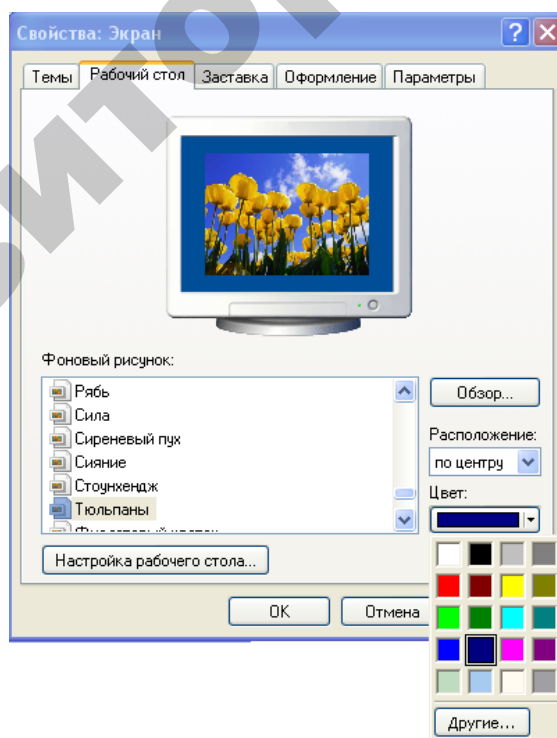 Свойства: Экран
Темы Рабочий стол Заставка Оформление Параметры
Фоновый рисунок:
Рябь
Сила
Сиреневый пух
Сияние
Стоунхендж
Тюльпаны
Обзор...
Расположение:
по центру
Цвет:
Настройка рабочего стола...
ОК Отмена
Другие...